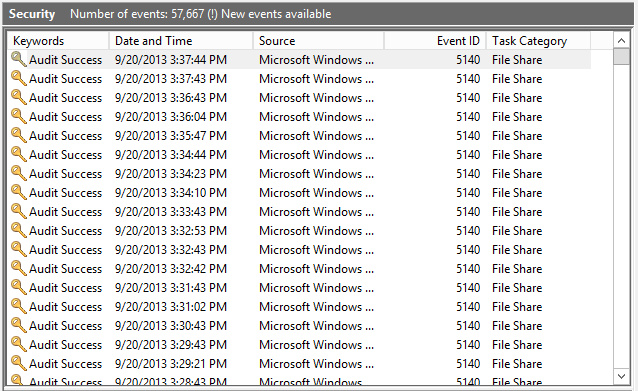 Security Number of events: 57,667 (!) New events available
Keywords Date and Time Source Event ID Task Category
Audit Success 9/20/2013 3:37:44 PM Microsoft Windows ... 5140 File Share
Audit Success 9/20/2013 3:37:43 PM Microsoft Windows ... 5140 File Share
Audit Success 9/20/2013 3:36:43 PM Microsoft Windows ... 5140 File Share
Audit Success 9/20/2013 3:36:04 PM Microsoft Windows ... 5140 File Share
Audit Success 9/20/2013 3:35:47 PM Microsoft Windows ... 5140 File Share
Audit Success 9/20/2013 3:34:44 PM Microsoft Windows ... 5140 File Share
Audit Success 9/20/2013 3:34:23 PM Microsoft Windows ... 5140 File Share
Audit Success 9/20/2013 3:34:10 PM Microsoft Windows ... 5140 File Share
Audit Success 9/20/2013 3:33:43 PM Microsoft Windows ... 5140 File Share
Audit Success 9/20/2013 3:32:53 PM Microsoft Windows ... 5140 File Share
Audit Success 9/20/2013 3:32:43 PM Microsoft Windows ... 5140 File Share
Audit Success 9/20/2013 3:32:42 PM Microsoft Windows ... 5140 File Share
Audit Success 9/20/2013 3:31:43 PM Microsoft Windows ... 5140 File Share
Audit Success 9/20/2013 3:31:02 PM Microsoft Windows ... 5140 File Share
Audit Success 9/20/2013 3:30:43 PM Microsoft Windows ... 5140 File Share
Audit Success 9/20/2013 3:29:43 PM Microsoft Windows ... 5140 File Share
Audit Success 9/20/2013 3:29:21 PM Microsoft Windows ... 5140 File Share
Audit Success 9/20/2013 3:28:43 PM Microsoft Windows ... 5140 File Share